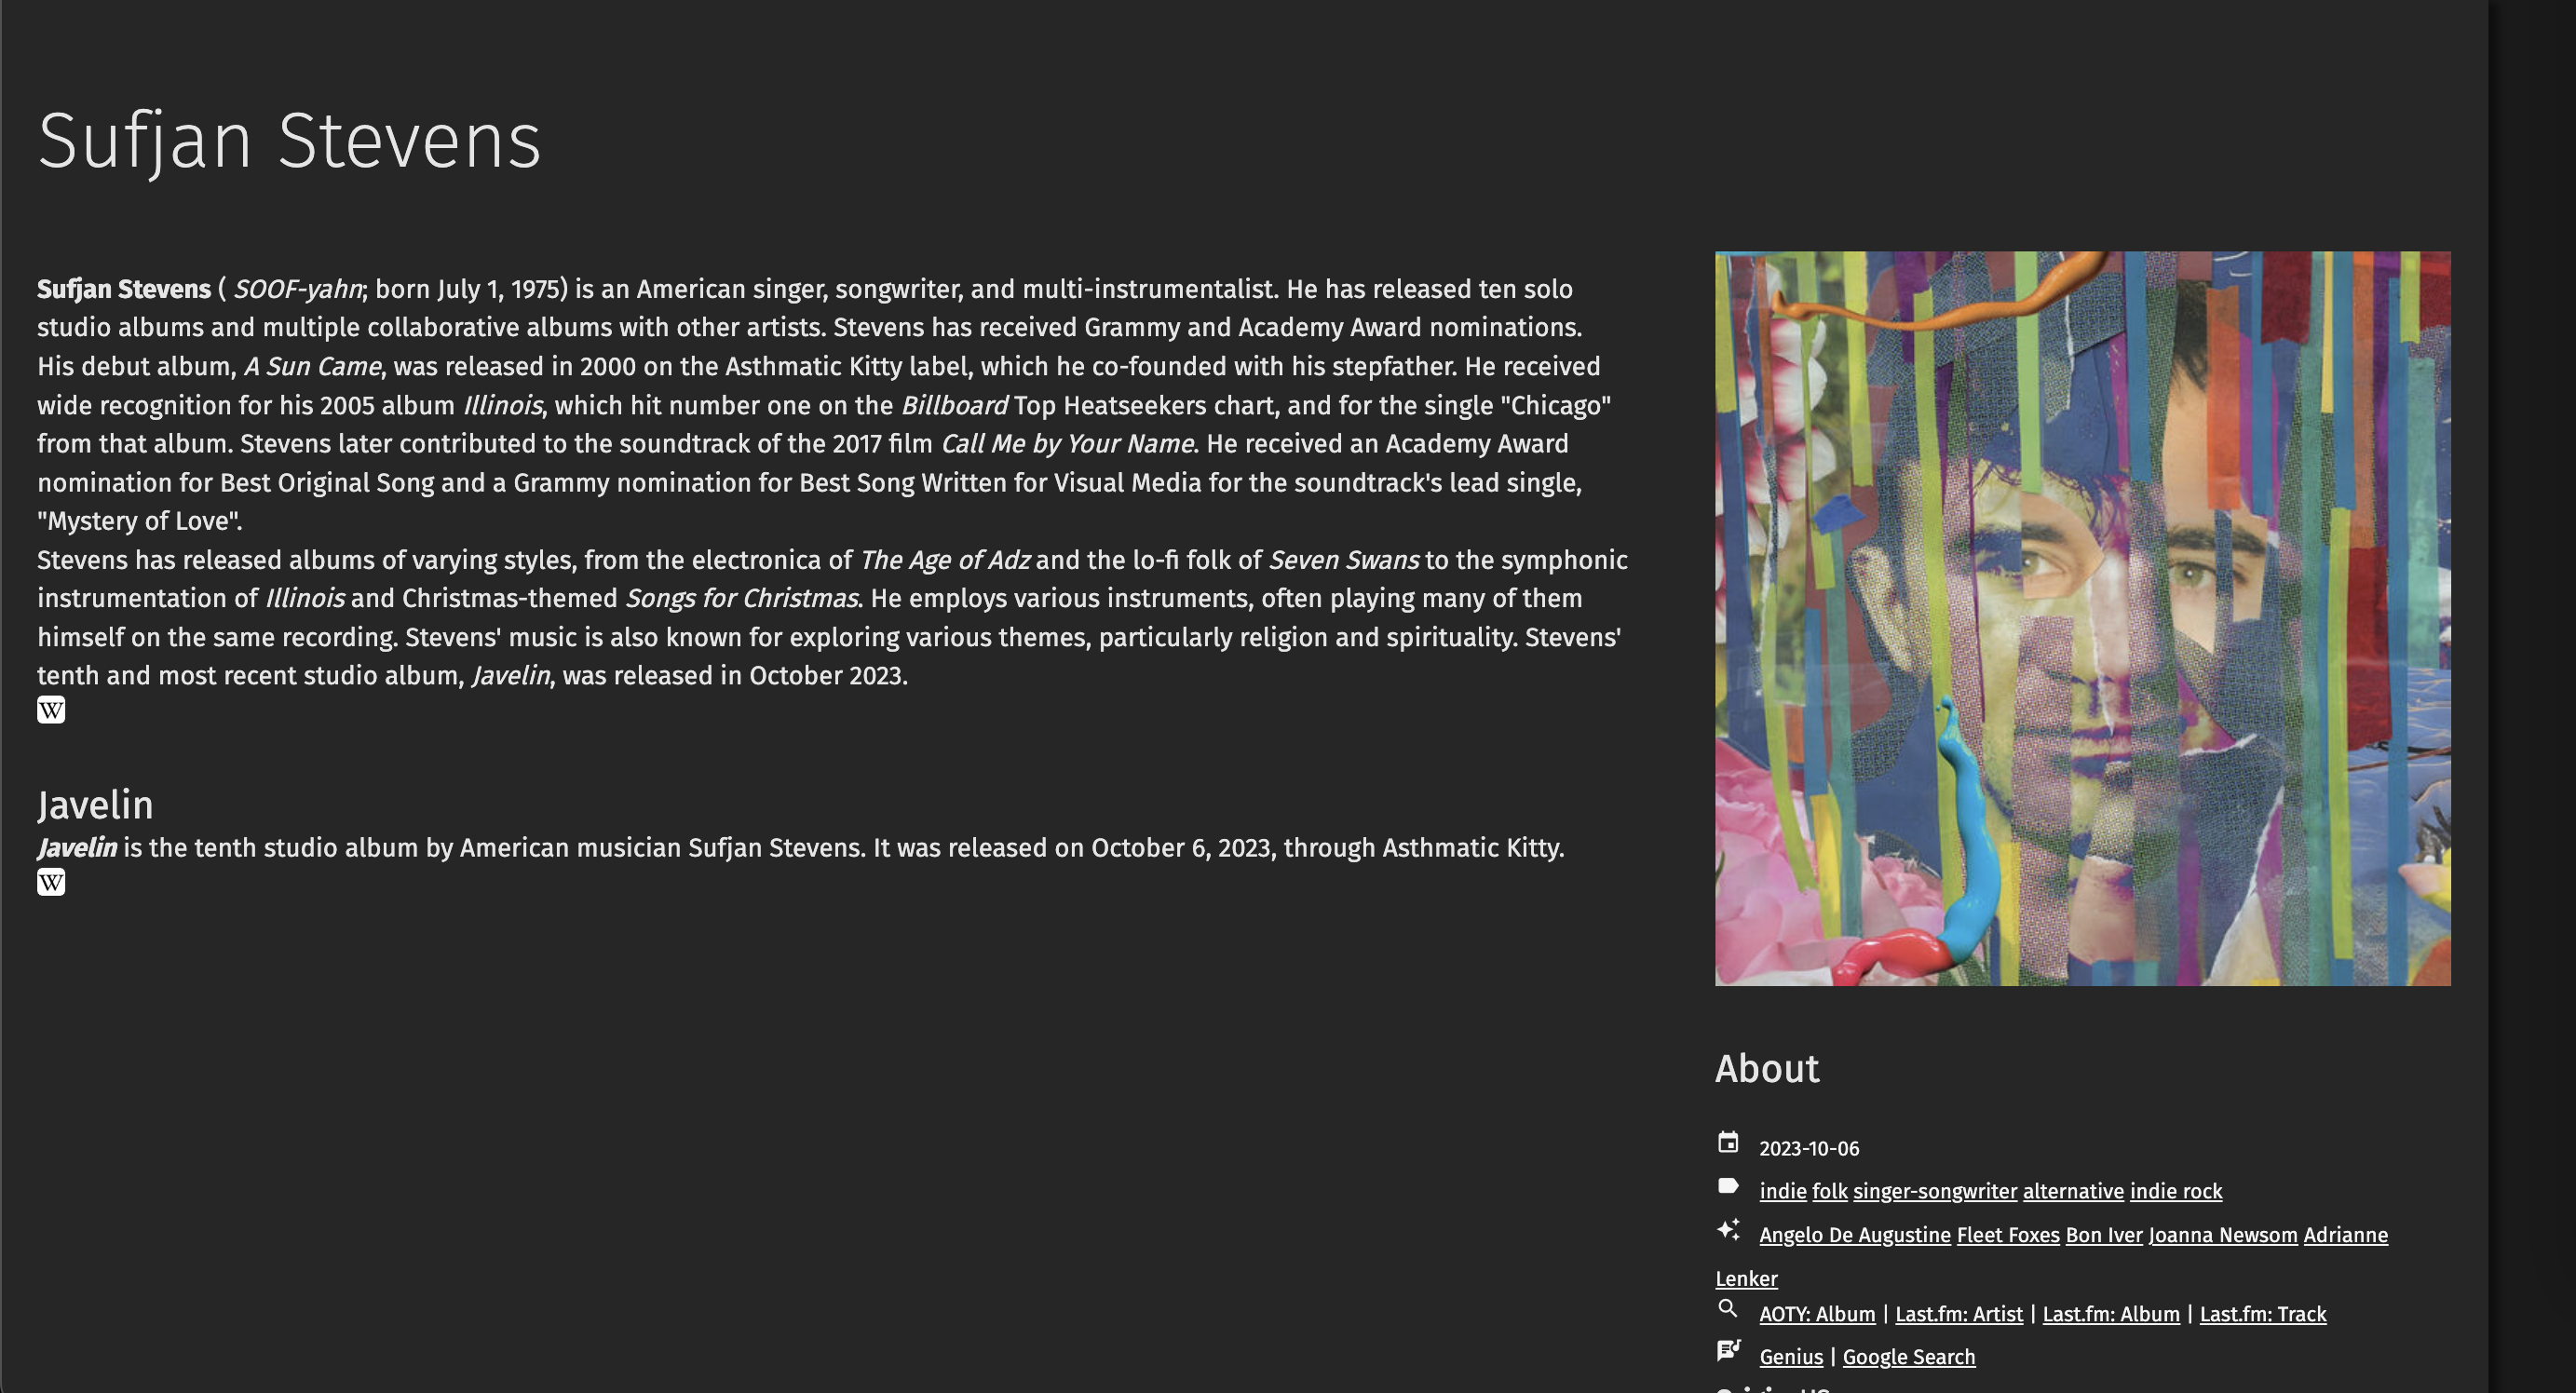 Sufjan Stevens
Sufjan Stevens ( SOOF-yahn; born July 1, 1975) is an American singer, songwriter, and multi-instrumentalist. He has released ten solo
studio albums and multiple collaborative albums with other artists. Stevens has received Grammy and Academy Award nominations.
His debut album, A Sun Came, was released in 2000 on the Asthmatic Kitty label, which he co-founded with his stepfather. He received
wide recognition for his 2005 album Illinois, which hit number one on the Billboard Top Heatseekers chart, and for the single "Chicago"
from that album. Stevens later contributed to the soundtrack of the 2017 film Call Me by Your Name. He received an Academy Award
nomination for Best Original Song and a Grammy nomination for Best Song Written for Visual Media for the soundtrack's lead single,
"Mystery of Love".
Stevens has released albums of varying styles, from the electronica of The Age of Adz and the lo-fi folk of Seven Swans to the symphonic
instrumentation of Illinois and Christmas-themed Songs for Christmas. He employs various instruments, often playing many of them
himself on the same recording. Stevens' music is also known for exploring various themes, particularly religion and spirituality. Stevens'
tenth and most recent studio album, Javelin, was released in October 2023.
W
Javelin
Javelin is the tenth studio album by American musician Sufjan Stevens. It was released on October 6, 2023, through Asthmatic Kitty.
W
About
2023-10-06
indie folk singer-songwriter alternative indie rock
Angelo De Augustine Fleet Foxes Bon Iver Joanna Newsom Adrianne
Lenker
AOTY: Album | Last.fm: Artist | Last.fm: Album | Last.fm: Track
Genius | Google Search